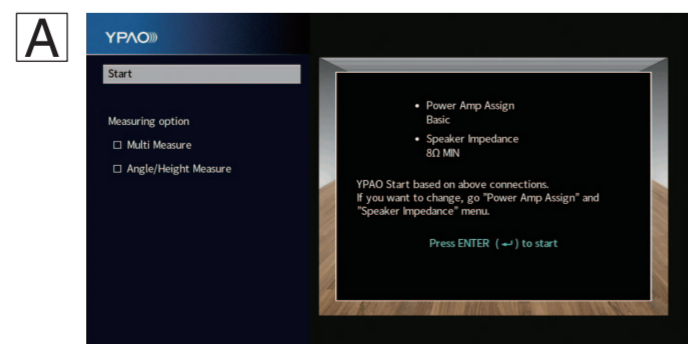 A
YPAO
Start
Measuring option
Multi Measure
Angle/Height Measure
• Power Amp Assign
Basic
• Speaker Impedance
8Ω MIN
YPAO Start based on above connections.
If you want to change, go "Power Amp Assign" and
"Speaker Impedance" menu.
Press ENTER (↵) to start